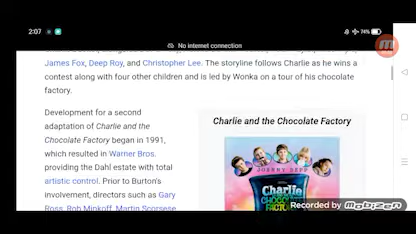 2:07
74%
No internet connection
James Fox, Deep Roy, and Christopher Lee. The storyline follows Charlie as he wins a
contest along with four other children and is led by Wonka on a tour of his chocolate
factory.
Development for a second
adaptation of Charlie and the
Chocolate Factory began in 1991,
which resulted in Warner Bros.
providing the Dahl estate with total
artistic control. Prior to Burton's
involvement, directors such as Gary
Ross, Rob Minkoff, Martin Scorsese
Charlie and the Chocolate Factory
JOHNNY DEPP
Charlie
CHOCOLATE
Recorded by
mobizen